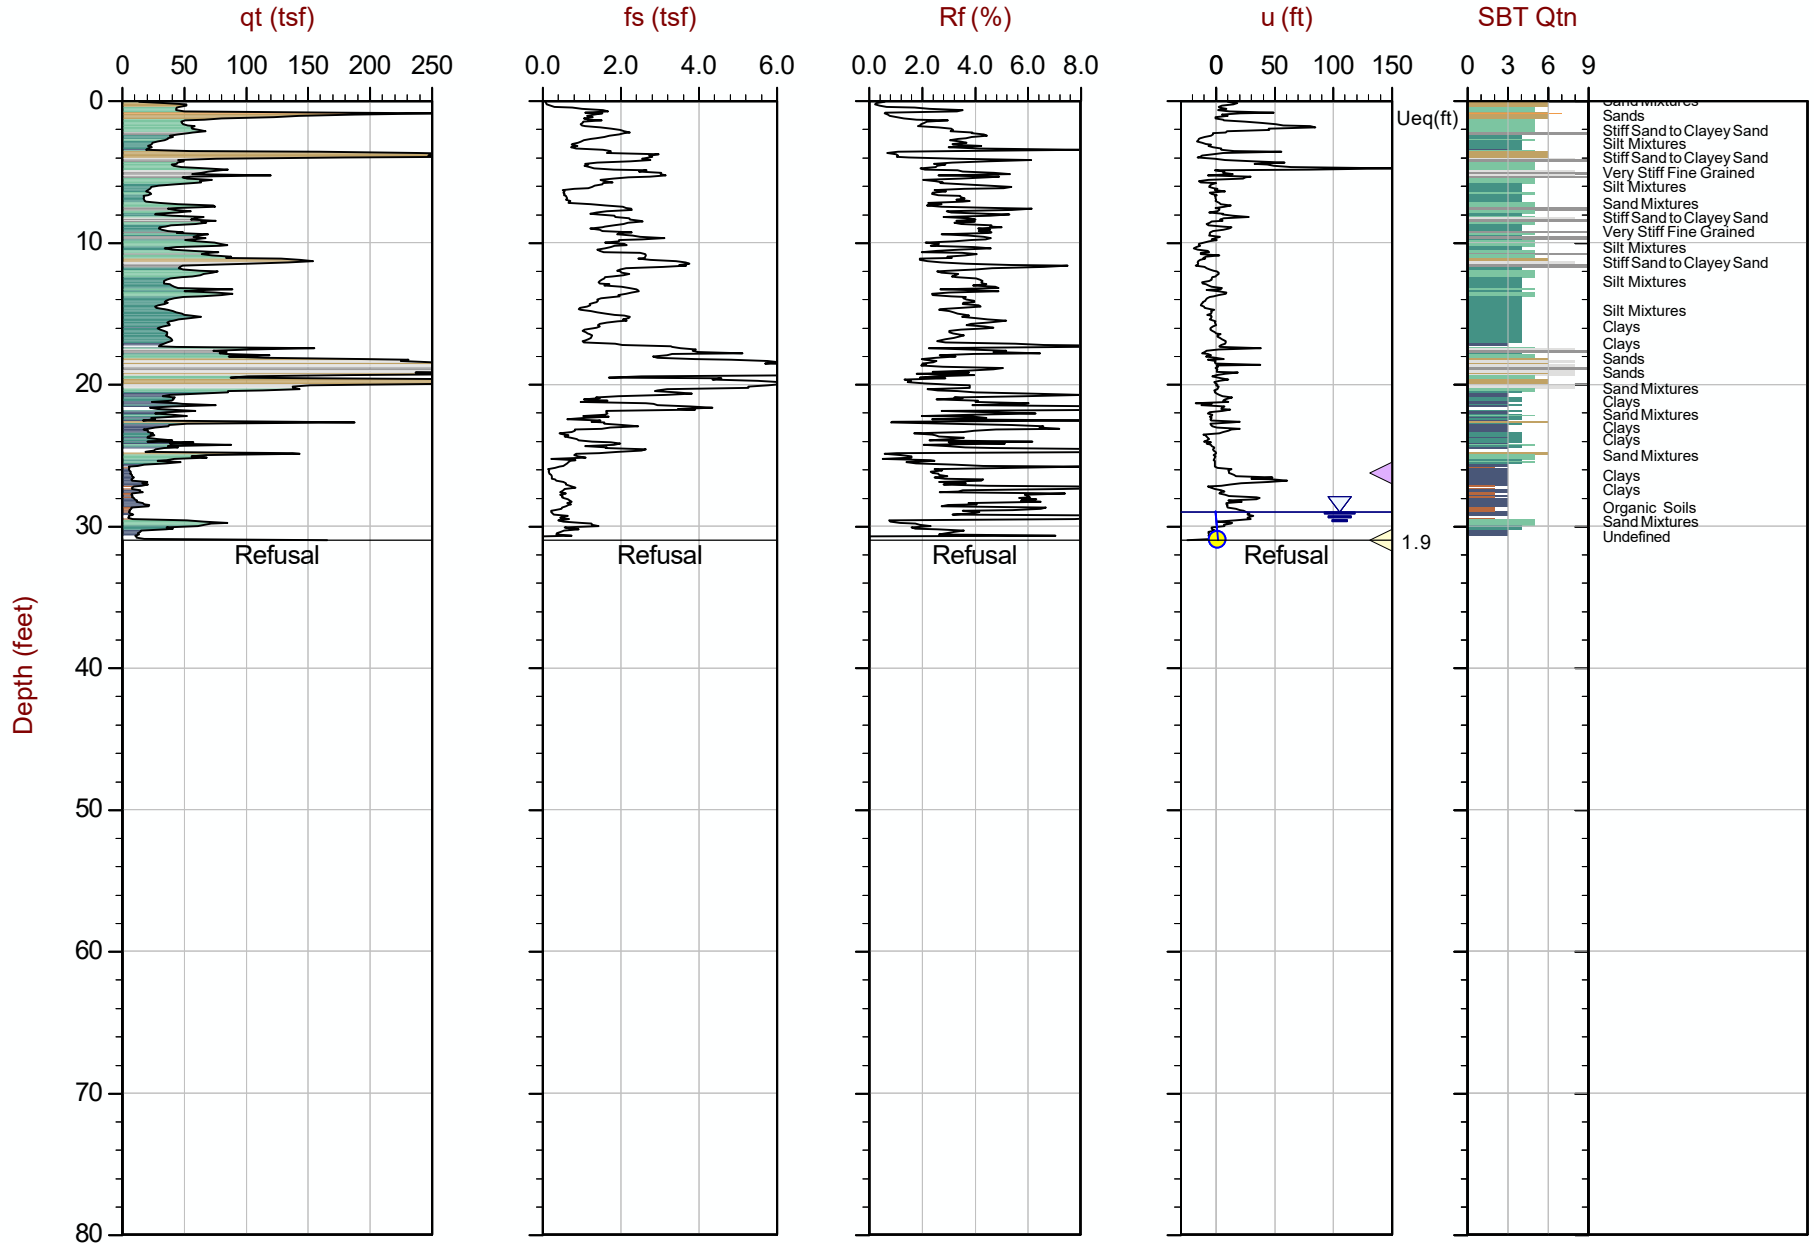 qt (tsf) fs (tsf) Rf (%) u (ft) SBT Qtn
0 50 100 150 200 250 0.0 2.0 4.0 6.0 0.0 2.0 4.0 6.0 8.0 0 50 100 150 0 3 6 9
0
Sand Mixtures
Ueq(ft)
Sands
Stiff Sand to Clayey Sand
Silt Mixtures
Stiff Sand to Clayey Sand
Very Stiff Fine Grained
Silt Mixtures
Sand Mixtures
Stiff Sand to Clayey Sand
Very Stiff Fine Grained
10
Silt Mixtures
Stiff Sand to Clayey Sand
Silt Mixtures
Silt Mixtures
Clays
Clays
Sands
Sands
20
Sand Mixtures
Clays
Sand Mixtures
Clays
Clays
Sand Mixtures
Clays
Clays
Organic Soils
Sand Mixtures
30
Undefined
1.9
Refusal Refusal Refusal Refusal
Depth (feet)
40
50
60
70
80